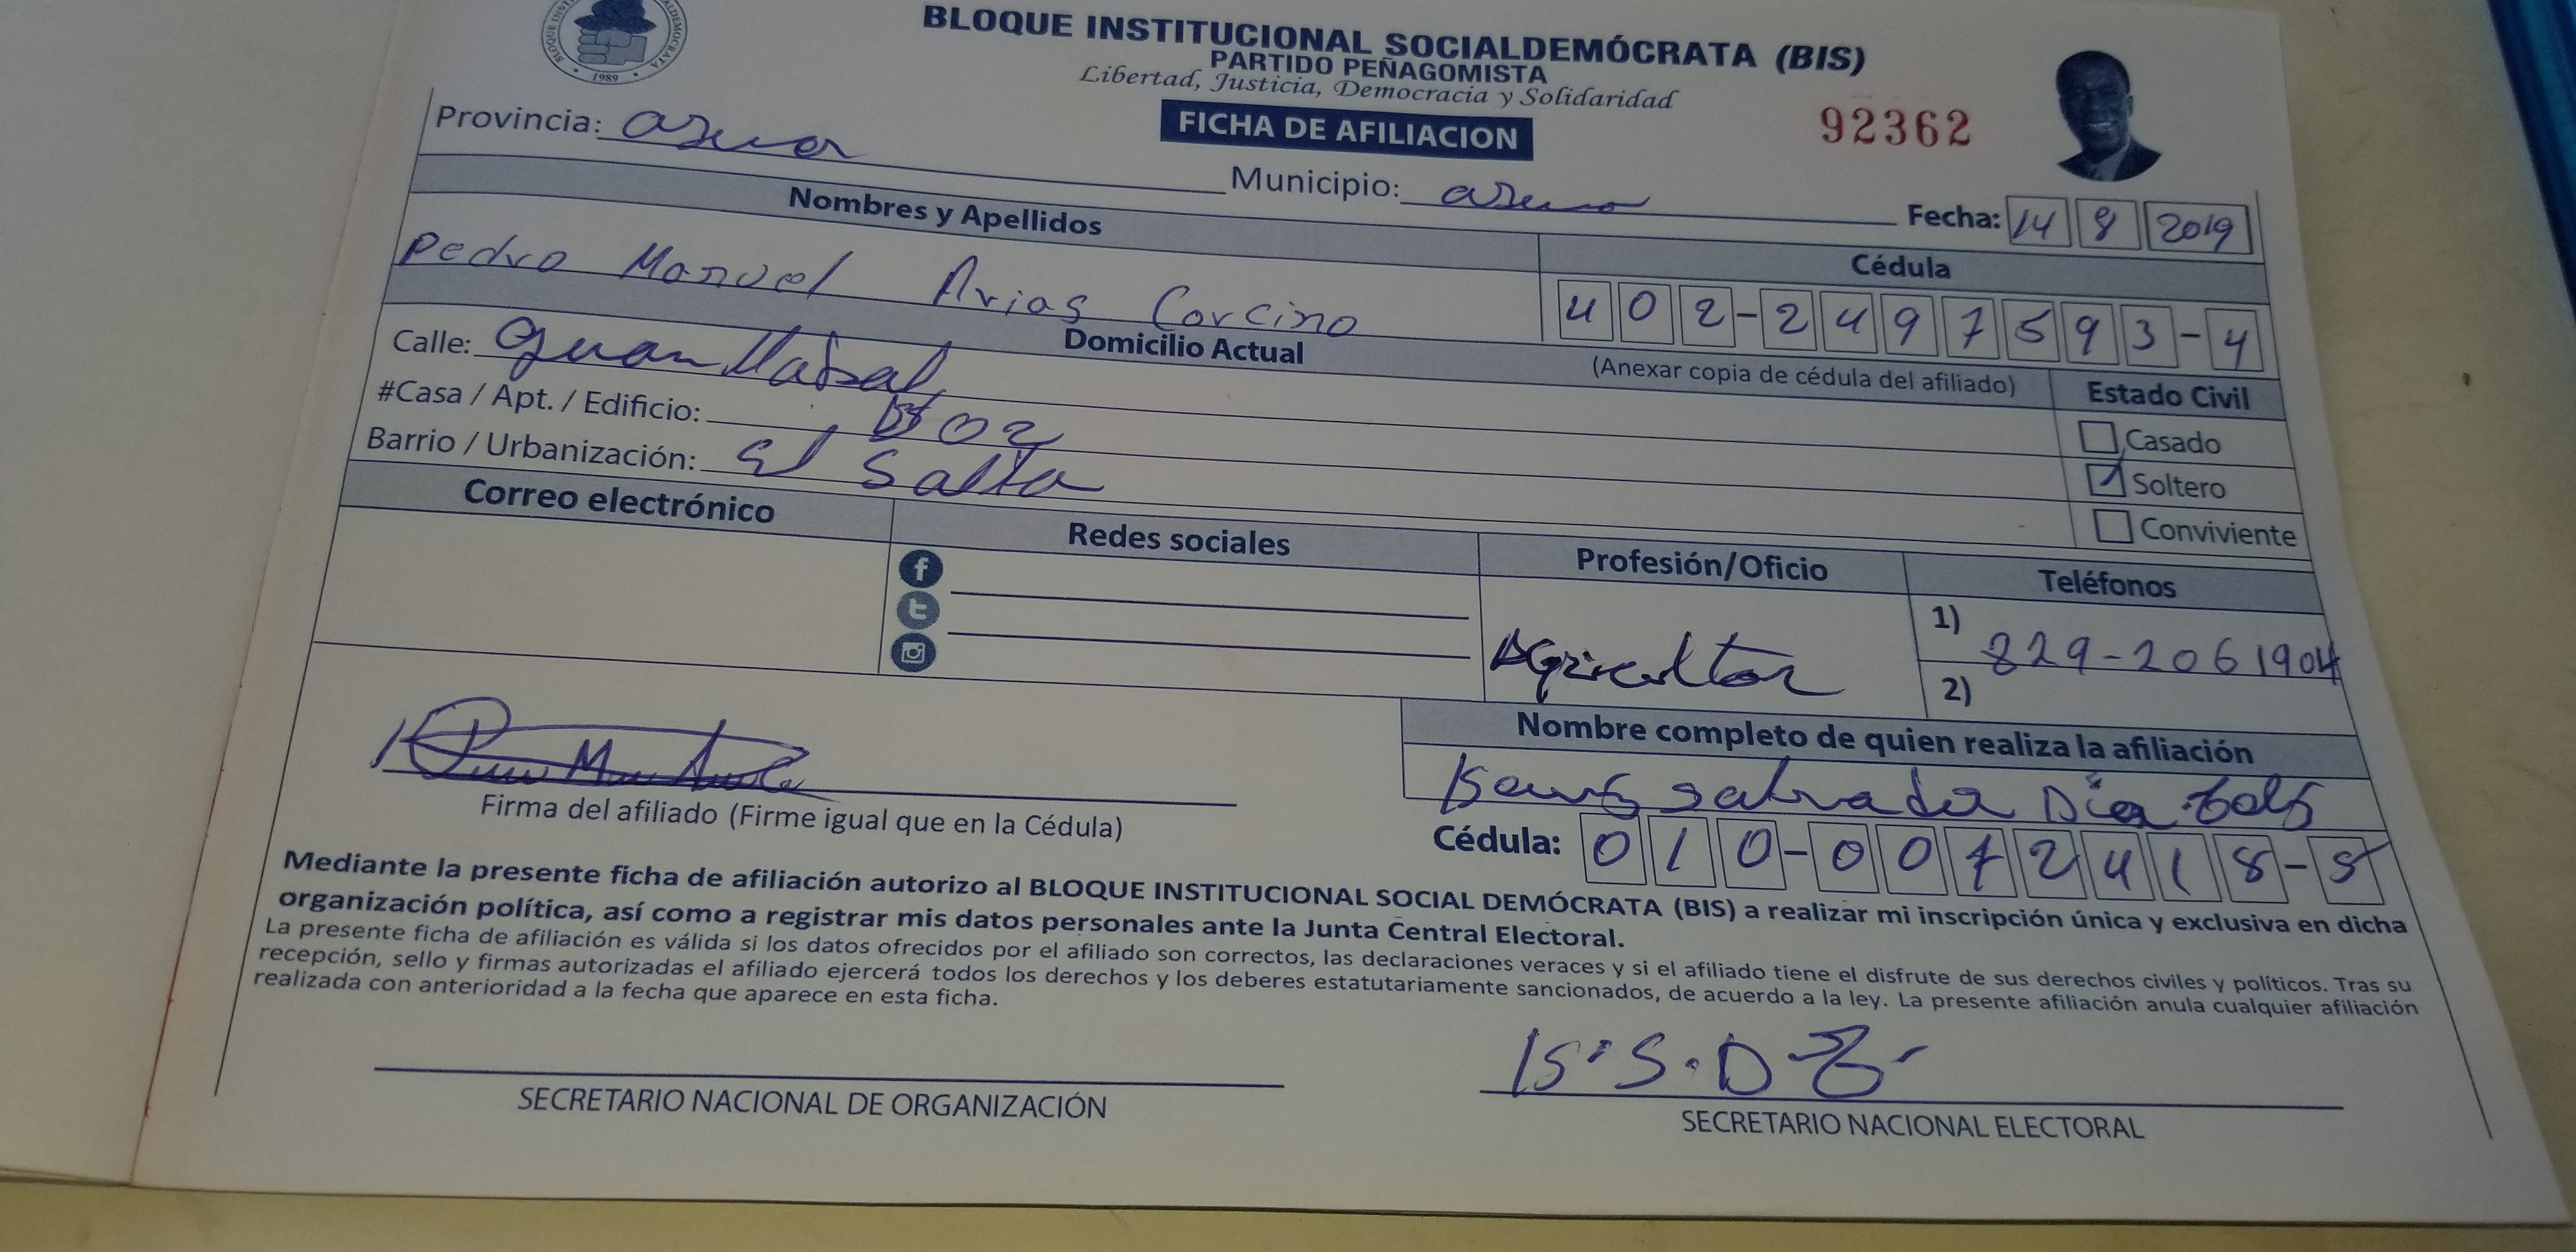 BLOQUE INSTITUCIONAL SOCIALDEMÓCRATA (BIS)
PARTIDO PEÑAGOMISTA
Libertad, Justicia, Democracia y Solidaridad
1989
FICHA DE AFILIACION
92362
Provincia: azua
Municipio: azua
Fecha: 14 8 2019
Nombres y Apellidos
Cédula
Pedro Manuel Arias Corcino
402-2497593-4
Domicilio Actual
(Anexar copia de cédula del afiliado)
Estado Civil
Calle:
#Casa / Apt. / Edificio: 02
Barrio / Urbanización: el Salto
Casado
Soltero
Conviviente
Correo electrónico
Redes sociales
Profesión/Oficio
Teléfonos
Agricultor
1) 829-2061904
2)
Nombre completo de quien realiza la afiliación
salvador Dia
Firma del afiliado (Firme igual que en la Cédula)
Cédula: 010-0072418-5
Mediante la presente ficha de afiliación autorizo al BLOQUE INSTITUCIONAL SOCIAL DEMÓCRATA (BIS) a realizar mi inscripción única y exclusiva en dicha
organización política, así como a registrar mis datos personales ante la Junta Central Electoral.
La presente ficha de afiliación es válida si los datos ofrecidos por el afiliado son correctos, las declaraciones veraces y si el afiliado tiene el disfrute de sus derechos civiles y políticos. Tras su
recepción, sello y firmas autorizadas el afiliado ejercerá todos los derechos y los deberes estatutariamente sancionados, de acuerdo a la ley. La presente afiliación anula cualquier afiliación
realizada con anterioridad a la fecha que aparece en esta ficha.
SECRETARIO NACIONAL DE ORGANIZACIÓN
SECRETARIO NACIONAL ELECTORAL